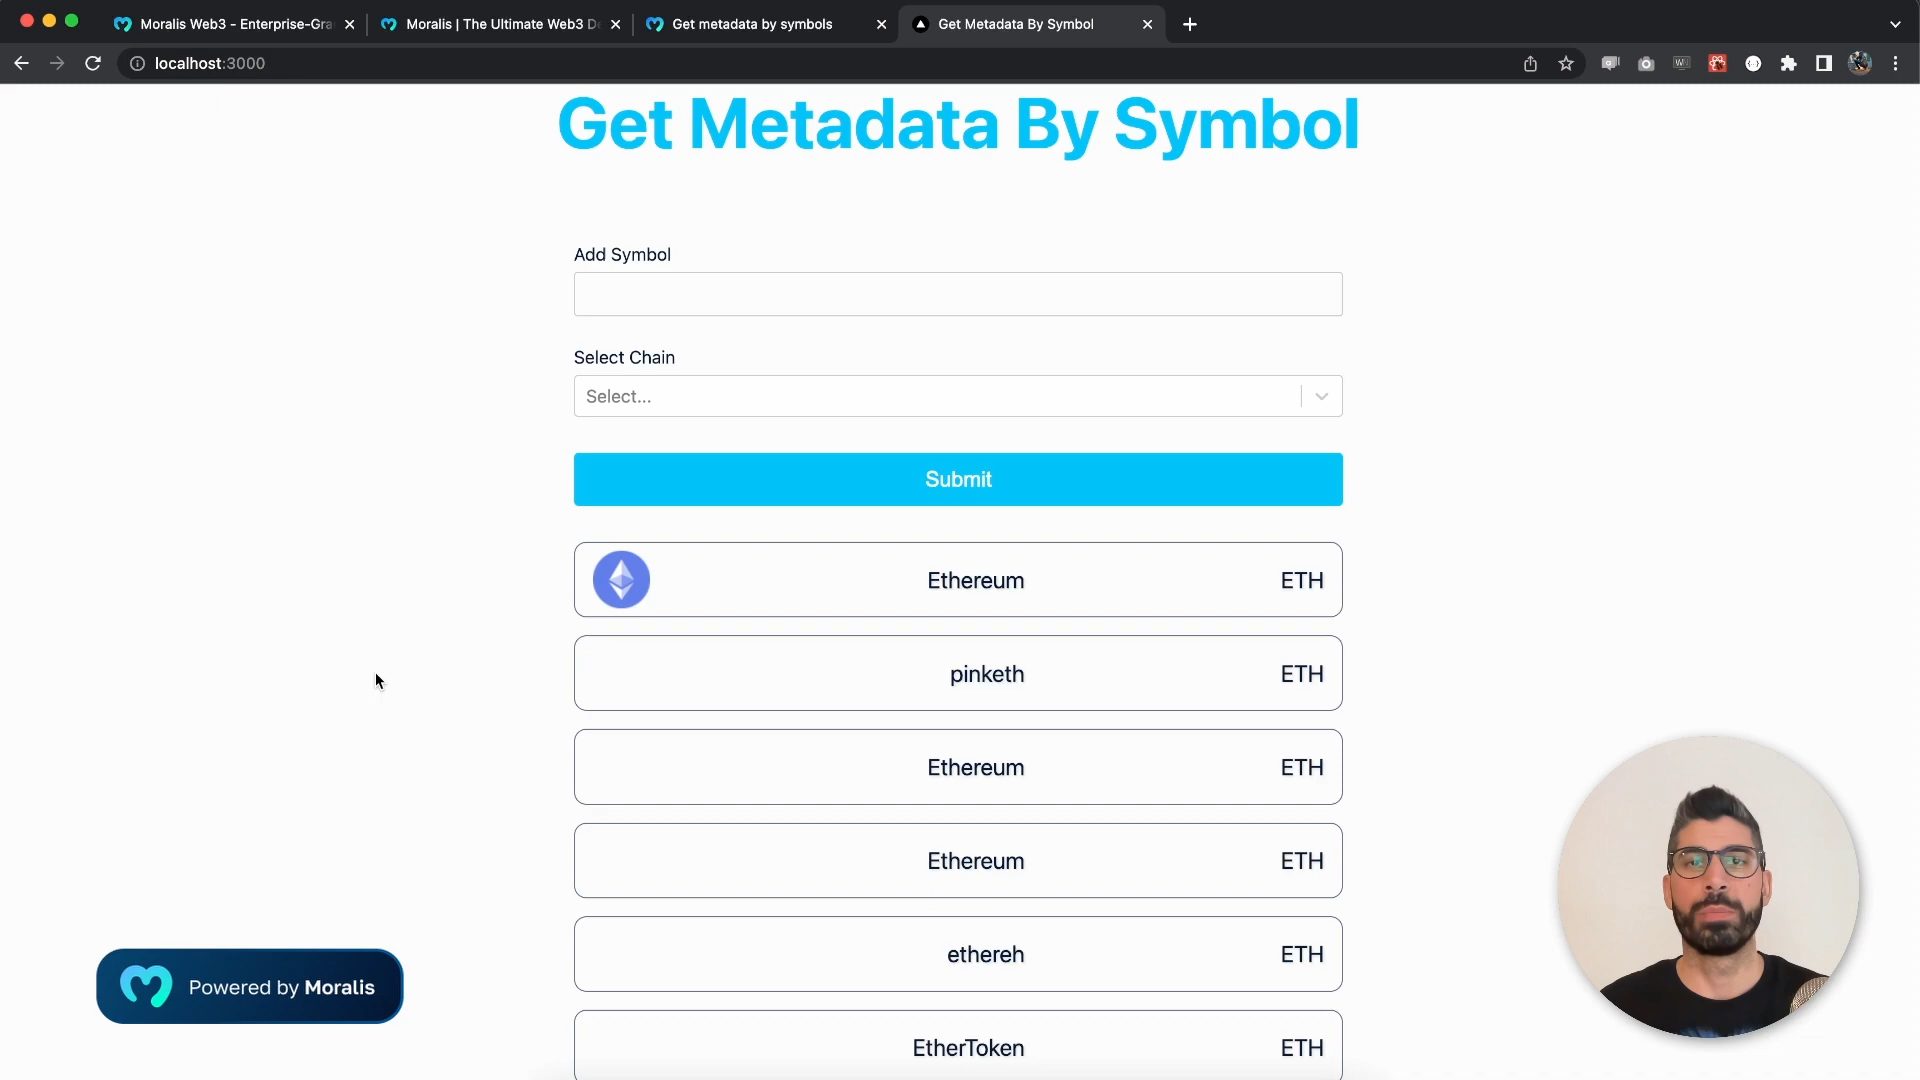 Moralis Web3 - Enterprise-Gra
Moralis | The Ultimate Web3 D
Get metadata by symbols
Get Metadata By Symbol
localhost:3000
Get Metadata By Symbol
Add Symbol
Select Chain
Select...
Submit
Ethereum ETH
pinketh ETH
Ethereum ETH
Ethereum ETH
ethereh ETH
EtherToken ETH
Powered by Moralis